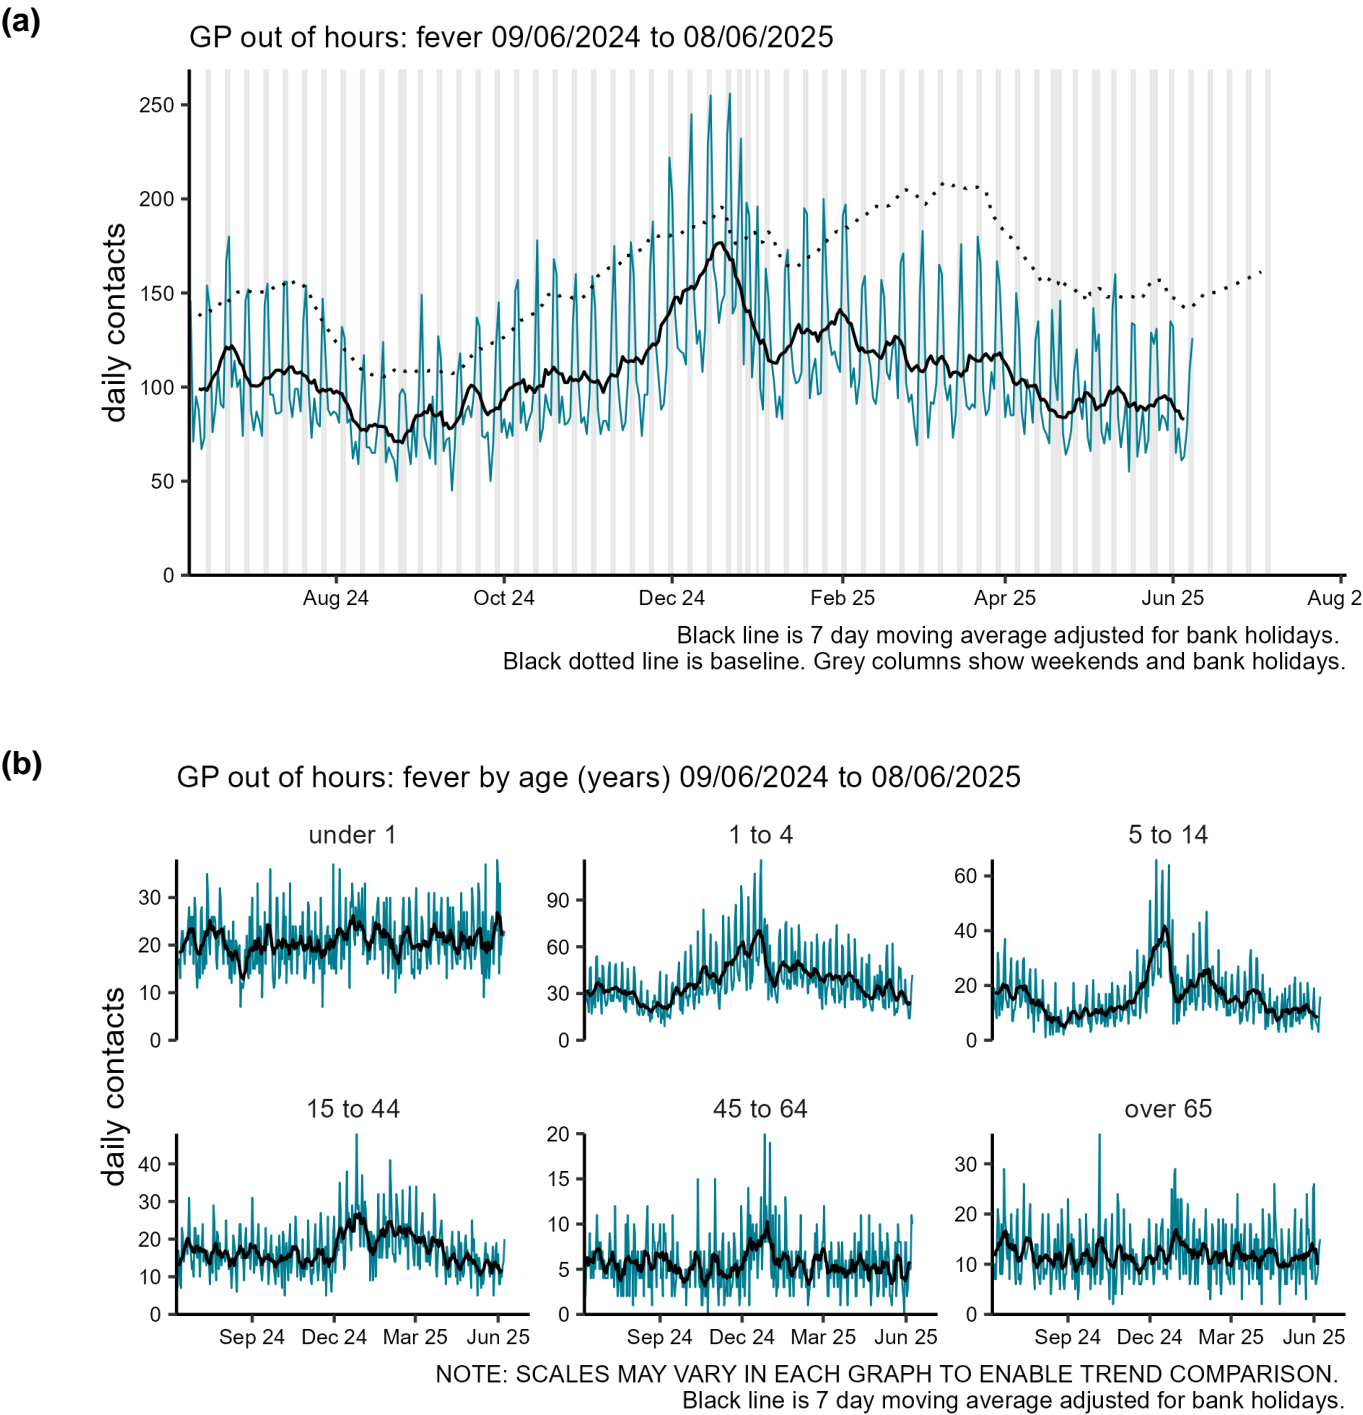 (a)
GP out of hours: fever 09/06/2024 to 08/06/2025
250
200
150
100
50
0
daily contacts
Aug 24 Oct 24 Dec 24 Feb 25 Apr 25 Jun 25 Aug 2
Black line is 7 day moving average adjusted for bank holidays.
Black dotted line is baseline. Grey columns show weekends and bank holidays.
(b)
GP out of hours: fever by age (years) 09/06/2024 to 08/06/2025
under 1 1 to 4 5 to 14
30
20
10
0
90
60
30
0
60
40
20
0
daily contacts
15 to 44 45 to 64 over 65
40
30
20
10
0
20
15
10
5
0
30
20
10
0
Sep 24 Dec 24 Mar 25 Jun 25 Sep 24 Dec 24 Mar 25 Jun 25 Sep 24 Dec 24 Mar 25 Jun 25
NOTE: SCALES MAY VARY IN EACH GRAPH TO ENABLE TREND COMPARISON.
Black line is 7 day moving average adjusted for bank holidays.